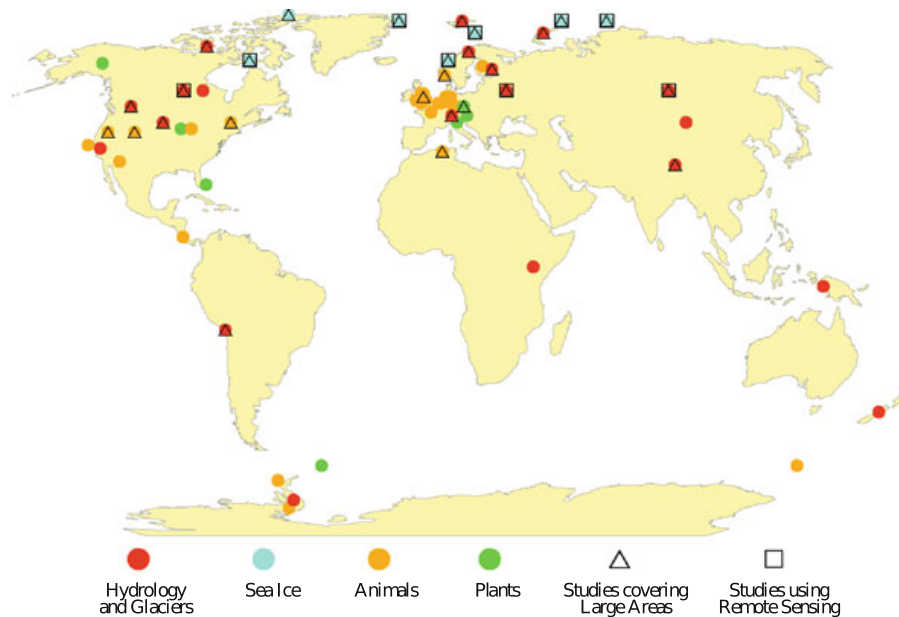 Hydrology
and Glaciers
Sea Ice
Animals
Plants
Studies covering
Large Areas
Studies using
Remote Sensing